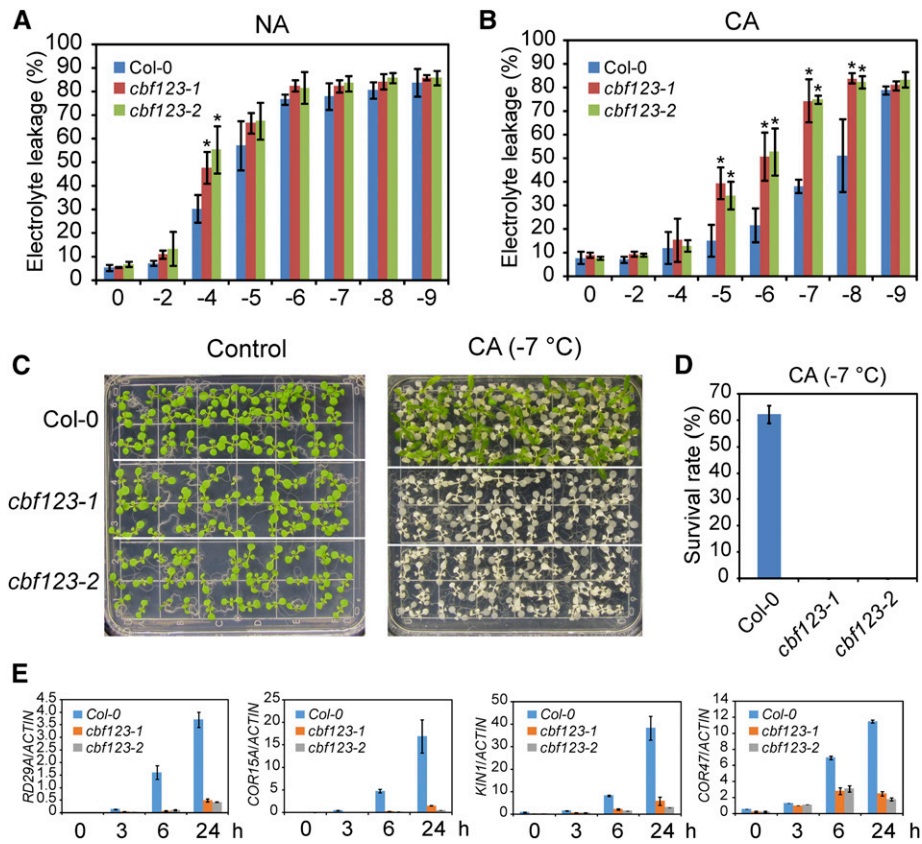 A
NA
Electrolyte leakage (%)
100
90
80
70
60
50
40
30
20
10
0
Col-0
cbf123-1
cbf123-2
* *
0 -2 -4 -5 -6 -7 -8 -9
B
CA
Electrolyte leakage (%)
100
90
80
70
60
50
40
30
20
10
0
Col-0
cbf123-1
cbf123-2
* * * * * * * *
0 -2 -4 -5 -6 -7 -8 -9
C
Control
CA (-7 °C)
Col-0
cbf123-1
cbf123-2
D
CA (-7 °C)
Survival rate (%)
70
60
50
40
30
20
10
0
Col-0
cbf123-1
cbf123-2
E
RD29A/ACTIN
4.5
4.0
3.5
3.0
2.5
2.0
1.5
1.0
0.5
Col-0
cbf123-1
cbf123-2
0 3 6 24 h
COR15A/ACTIN
25
20
15
10
5
0
Col-0
cbf123-1
cbf123-2
0 3 6 24 h
KIN1/ACTIN
50
40
30
20
10
0
Col-0
cbf123-1
cbf123-2
0 3 6 24 h
COR47/ACTIN
14
12
10
8
6
4
2
0
Col-0
cbf123-1
cbf123-2
0 3 6 24 h